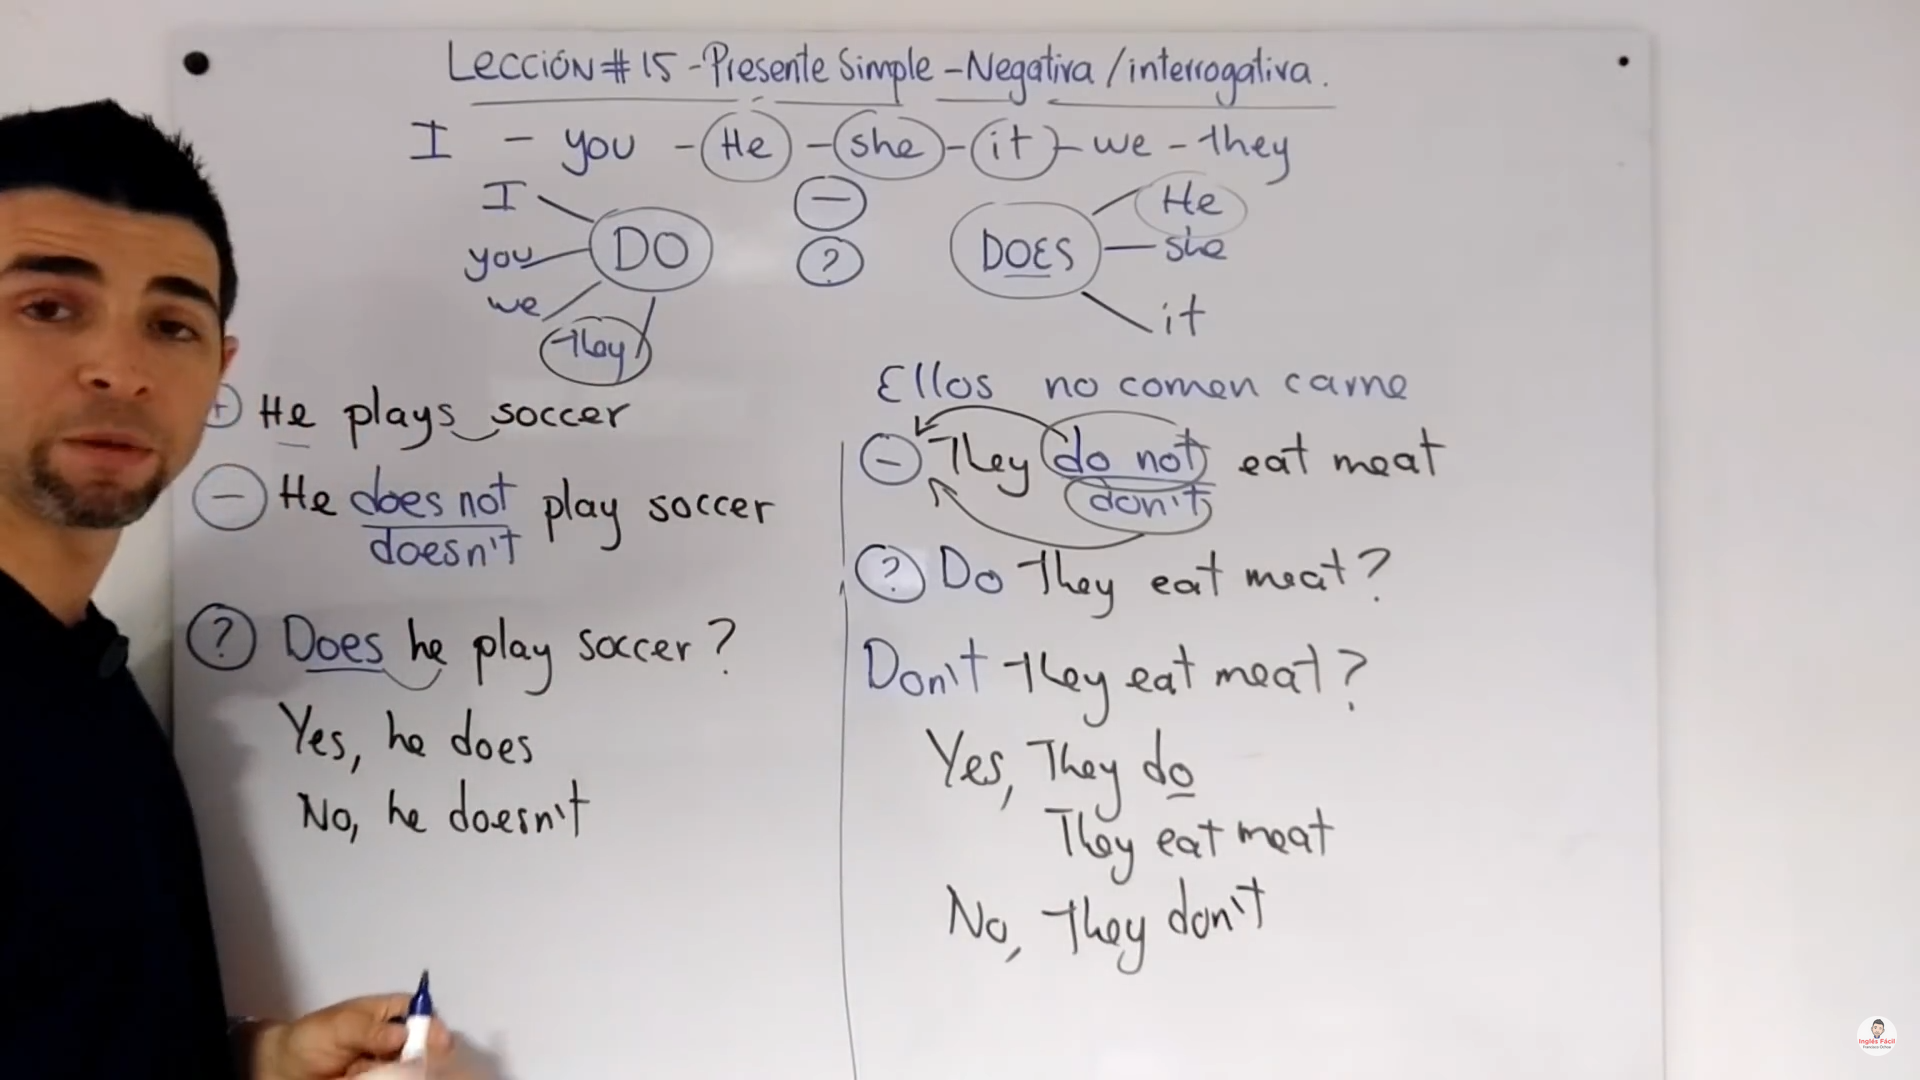 Lección # 15 - Presente Simple - Negativa / interrogativa.
I - you - He - she - it - we - they
I
you
we
they
DO
—
?
DOES
He
she
it
+ He plays soccer
— He does not play soccer
doesn't
? Does he play soccer?
Yes, he does
No, he doesn't
Ellos no comen carne
— They do not eat meat
don't
? Do they eat meat?
Don't they eat meat?
Yes, They do
They eat meat
No, they don't
Inglés Fácil